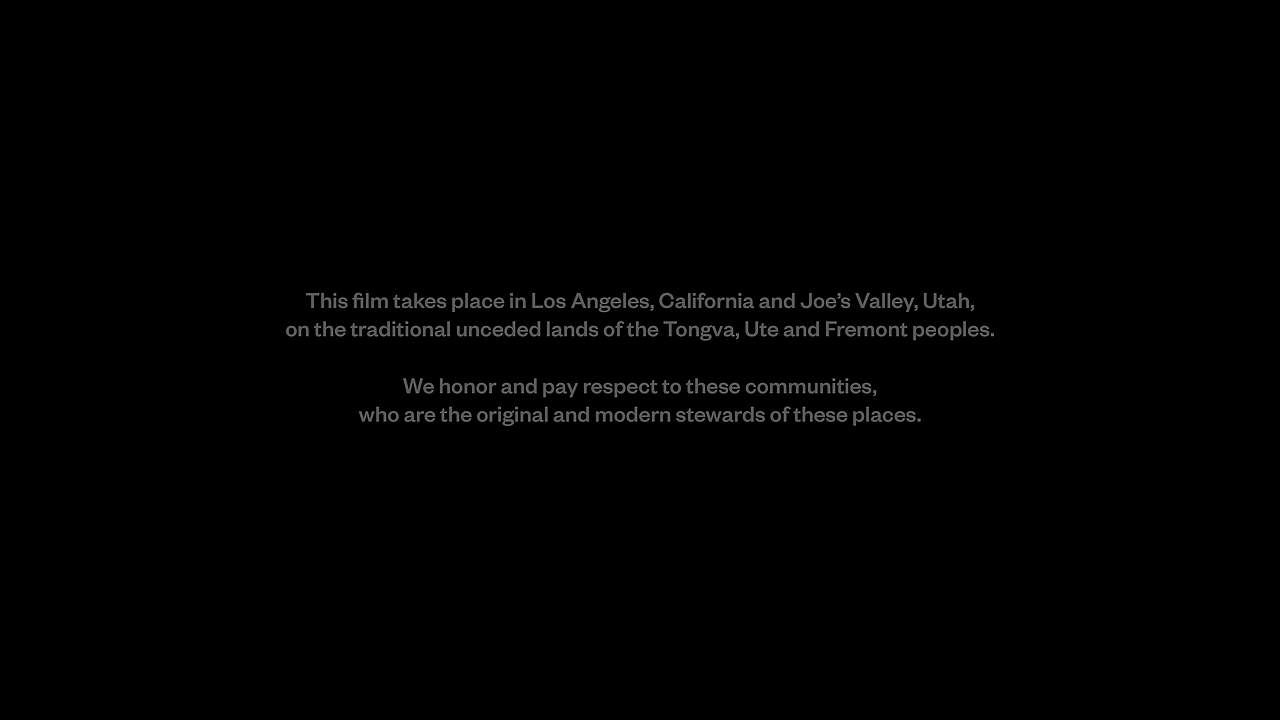 This film takes place in Los Angeles, California and Joe’s Valley, Utah,
on the traditional unceded lands of the Tongva, Ute and Fremont peoples.
We honor and pay respect to these communities,
who are the original and modern stewards of these places.